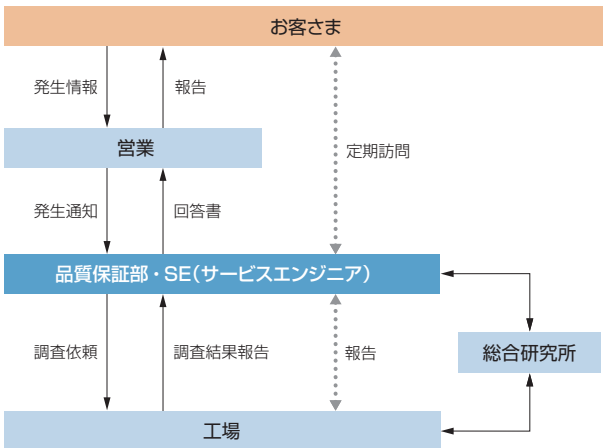 お客さま
発生情報
報告
営業
定期訪問
発生通知
回答書
品質保証部・SE（サービスエンジニア）
調査依頼
調査結果報告
報告
総合研究所
工場